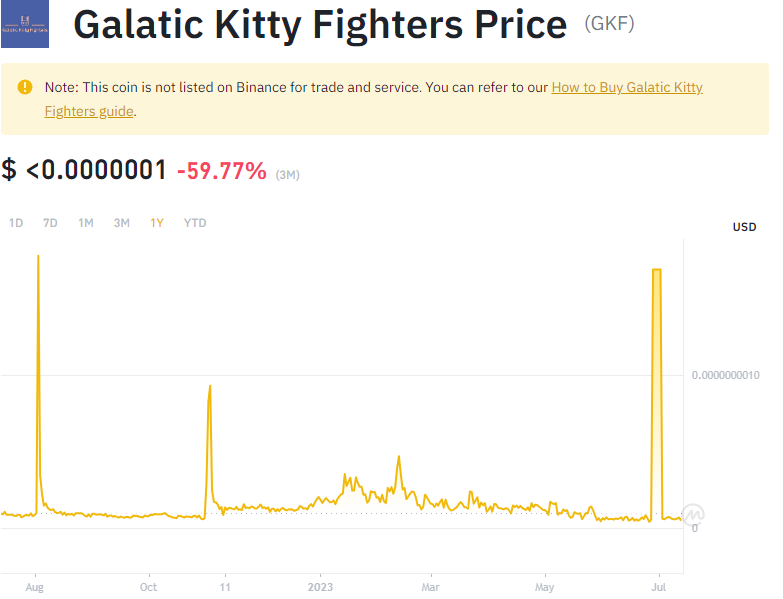 Galatic Kitty Fighters Price (GKF)
Note: This coin is not listed on Binance for trade and service. You can refer to our How to Buy Galatic Kitty
Fighters guide.
$ <0.0000001 -59.77% (3M)
1D 7D 1M 3M 1Y YTD
USD
0.0000000010
0
Aug Oct 11 2023 Mar May Jul